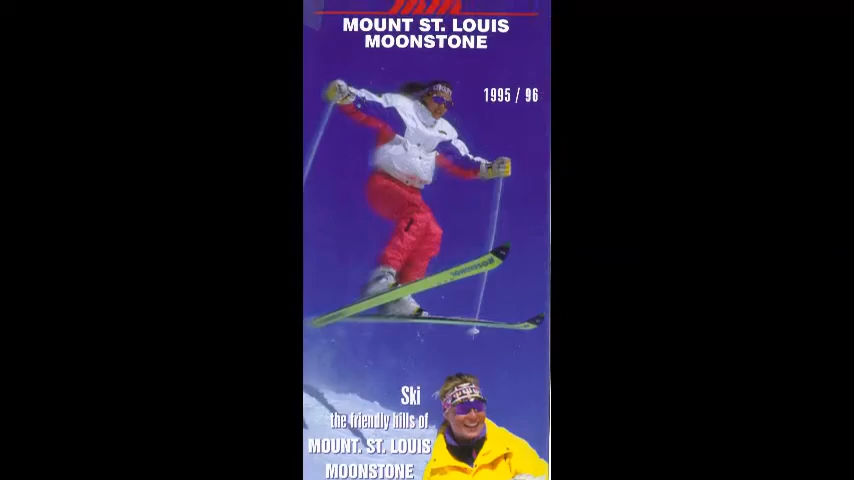 MOUNT ST. LOUIS
MOONSTONE
1995 / 96
Ski
the friendly hills of
MOUNT. ST. LOUIS
MOONSTONE